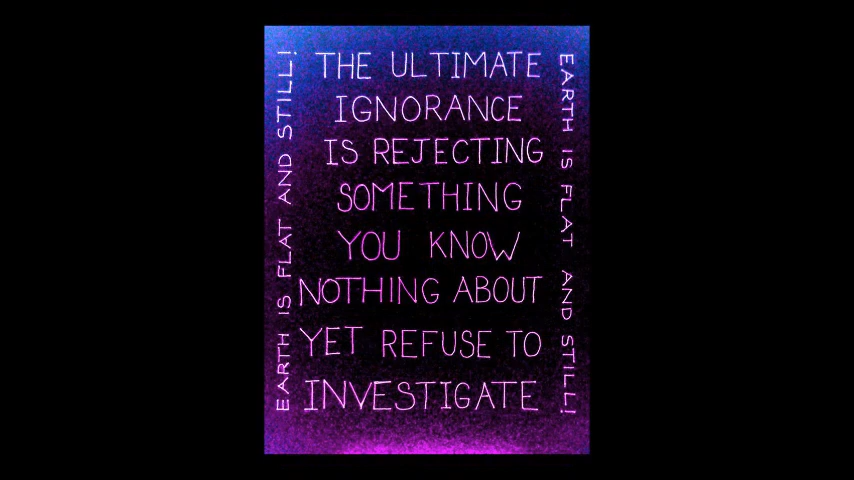 EARTH IS FLAT AND STILL!
THE ULTIMATE
IGNORANCE
IS REJECTING
SOMETHING
YOU KNOW
NOTHING ABOUT
YET REFUSE TO
INVESTIGATE
EARTH IS FLAT AND STILL!